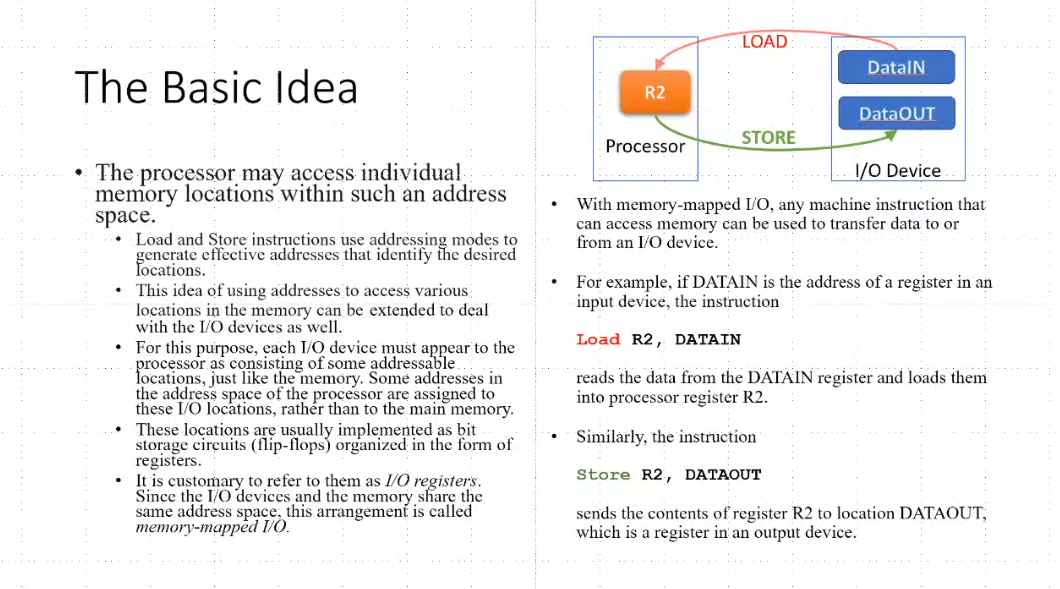 The Basic Idea
• The processor may access individual
memory locations within such an address
space.
• Load and Store instructions use addressing modes to
generate effective addresses that identify the desired
locations.
• This idea of using addresses to access various
locations in the memory can be extended to deal
with the I/O devices as well.
• For this purpose, each I/O device must appear to the
processor as consisting of some addressable
locations, just like the memory. Some addresses in
the address space of the processor are assigned to
these I/O locations, rather than to the main memory.
• These locations are usually implemented as bit
storage circuits (flip-flops) organized in the form of
registers.
• It is customary to refer to them as I/O registers.
Since the I/O devices and the memory share the
same address space, this arrangement is called
memory-mapped I/O.
LOAD
DataIN
R2
DataOUT
STORE
Processor
I/O Device
• With memory-mapped I/O, any machine instruction that
can access memory can be used to transfer data to or
from an I/O device.
• For example, if DATAIN is the address of a register in an
input device, the instruction
Load R2, DATAIN
reads the data from the DATAIN register and loads them
into processor register R2.
• Similarly, the instruction
Store R2, DATAOUT
sends the contents of register R2 to location DATAOUT,
which is a register in an output device.